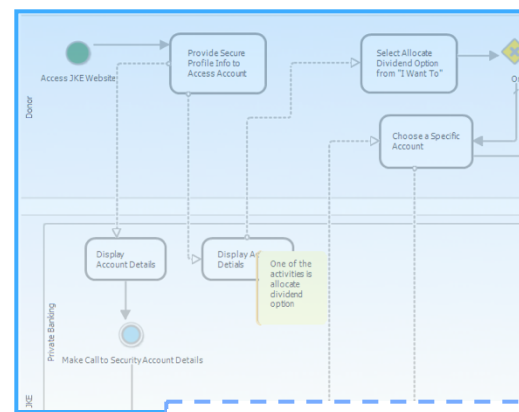 Provide Secure
Profile Info to
Access Account
Select Allocate
Dividend Option
from "I Want To"
Access JKE Website
Donor
Choose a Specific
Account
Display
Account Details
Display
Detials
One of the
activities is
allocate
dividend
option
Private Banking
Make Call to Security Account Details
JKE